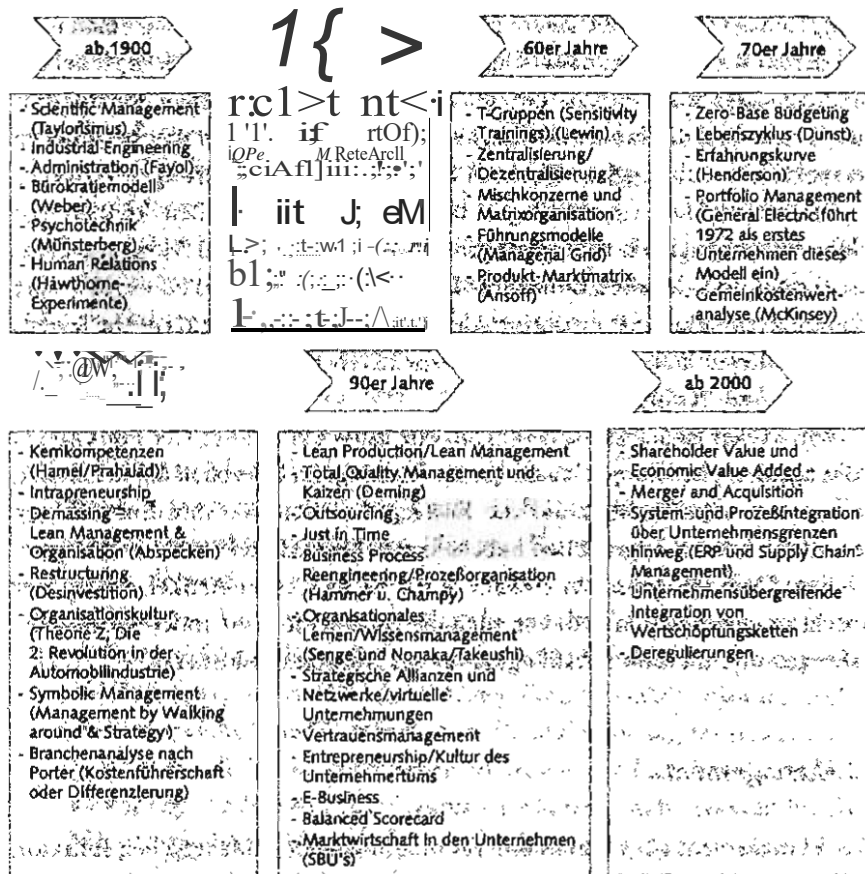 ab 1900
- Scientific Management
(Taylorismus)
- Industrial Engineering
- Administration (Fayol)
- Bürokratiemodell
(Weber)
- Psychotechnik
(Münsterberg)
- Human Relations
(Hawthorne-
Experimente)
60er Jahre
- T-Gruppen (Sensitivity
Trainings) (Lewin)
- Zentralisierung/
Dezentralisierung
- Mischkonzerne und
Matrixorganisation
- Führungsmodelle
(Managerial Grid)
- Produkt-Marktmatrix
(Ansoff)
70er Jahre
- Zero-Base Budgeting
- Lebenszyklus (Dunst)
- Erfahrungskurve
(Henderson)
- Portfolio Management
(General Electric führt
1972 als erstes
Unternehmen dieses
Modell ein)
- Gemeinkostenwert-
analyse (McKinsey)
- Kernkompetenzen
(Hamel/Prahalad)
- Intrapreneurship
- Demassing
Lean Management &
Organisation (Abspecken)
- Restructuring
(Desinvestition)
- Organisationskultur
(Theorie Z, Die
2. Revolution in der
Automobilindustrie)
- Symbolic Management
(Management by Walking
around & Strategy)
- Branchenanalyse nach
Porter (Kostenführerschaft
oder Differenzierung)
90er Jahre
- Lean Production/Lean Management
- Total Quality Management und
Kaizen (Deming)
- Outsourcing
- Just in Time
- Business Process
Reengineering/Prozeßorganisation
(Hammer u. Champy)
- Organisationales
Lernen/Wissensmanagement
(Senge und Nonaka/Takeushi)
- Strategische Allianzen und
Netzwerke/virtuelle
Unternehmungen
- Vertrauensmanagement
- Entrepreneurship/Kultur des
Unternehmertums
- E-Business
- Balanced Scorecard
- Marktwirtschaft in den Unternehmen
(SBU's)
ab 2000
- Shareholder Value und
Economic Value Added
- Merger and Acquisition
- System- und Prozeßintegration
über Unternehmensgrenzen
hinweg (ERP und Supply Chain
Management)
- Unternehmensübergreifende
Integration von
Wertschöpfungsketten
- Deregulierungen